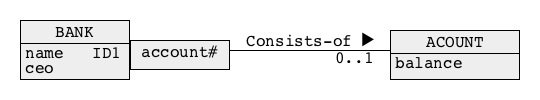 BANK
name ID1
ceo
account#
Consists-of ▶
0..1
ACOUNT
balance